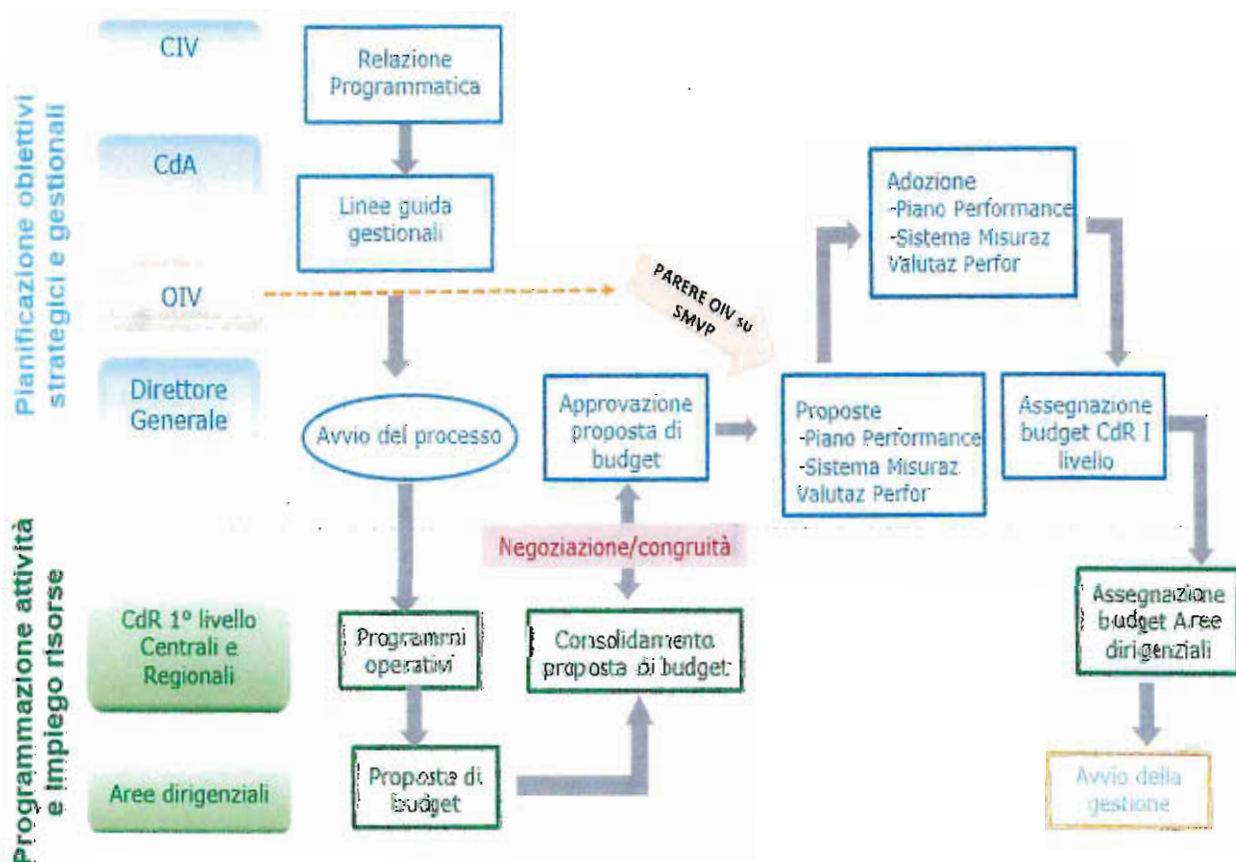 Pianificazione obiettivi
strategici e gestionali
CIV
Relazione
Programmatica
CdA
Linee guida
gestionali
Adozione
-Piano Performance
-Sistema Misuraz
Valutaz Perfor
OIV
PARERE OIV su
SMVP
Direttore
Generale
Avvio del processo
Approvazione
proposta di
budget
Proposte
-Piano Performance
-Sistema Misuraz
Valutaz Perfor
Assegnazione
budget CdR I
livello
Programmazione attività
e impiego risorse
Negoziazione/congruità
CdR 1º livello
Centrali e
Regionali
Programmi
operativi
Consolidamento
proposta di budget
Assegnazione
budget Aree
dirigenziali
Aree dirigenziali
Proposta di
budget
Avvio della
gestione